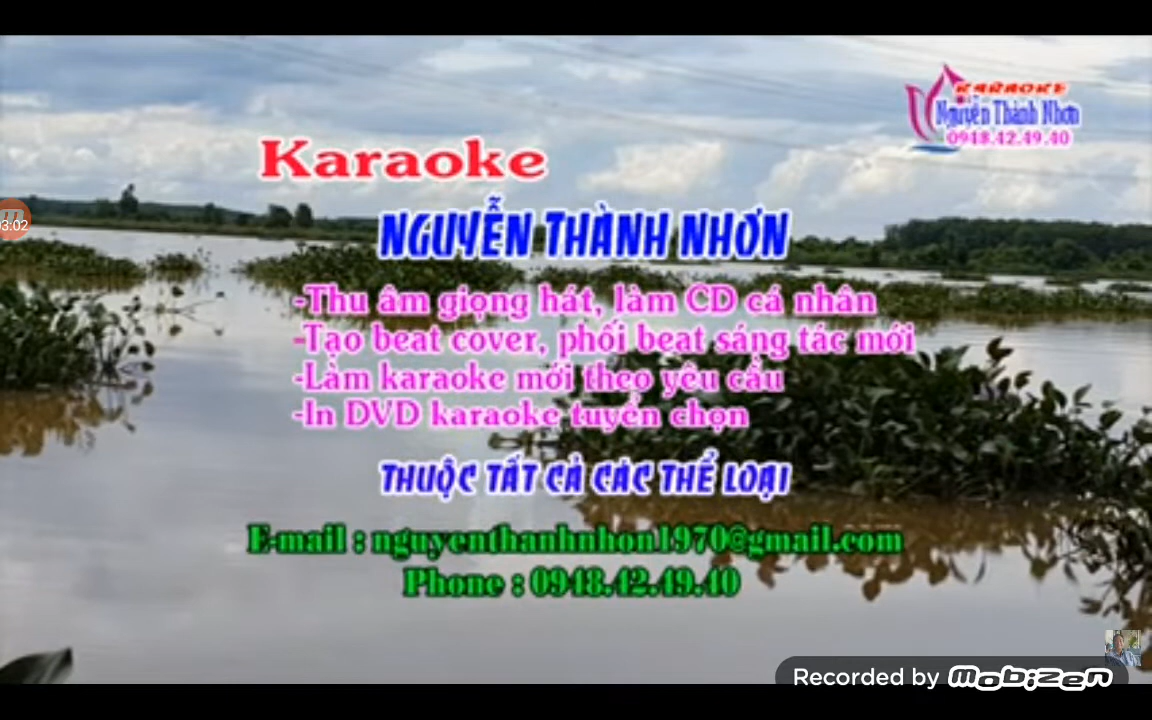 KARAOKE
Nguyễn Thành Nhơn
0948.42.49.40
Karaoke
NGUYỄN THÀNH NHƠN
03:02
-Thu âm giọng hát, làm CD cá nhân
-Tạo beat cover, phối beat sáng tác mới
-Làm karaoke mới theo yêu cầu
-In DVD karaoke tuyển chọn
THUỘC TẤT CẢ CÁC THỂ LOẠI
E-mail : nguyenthanhnhon1970@gmail.com
Phone : 0948.42.49.40
Recorded by mobizen